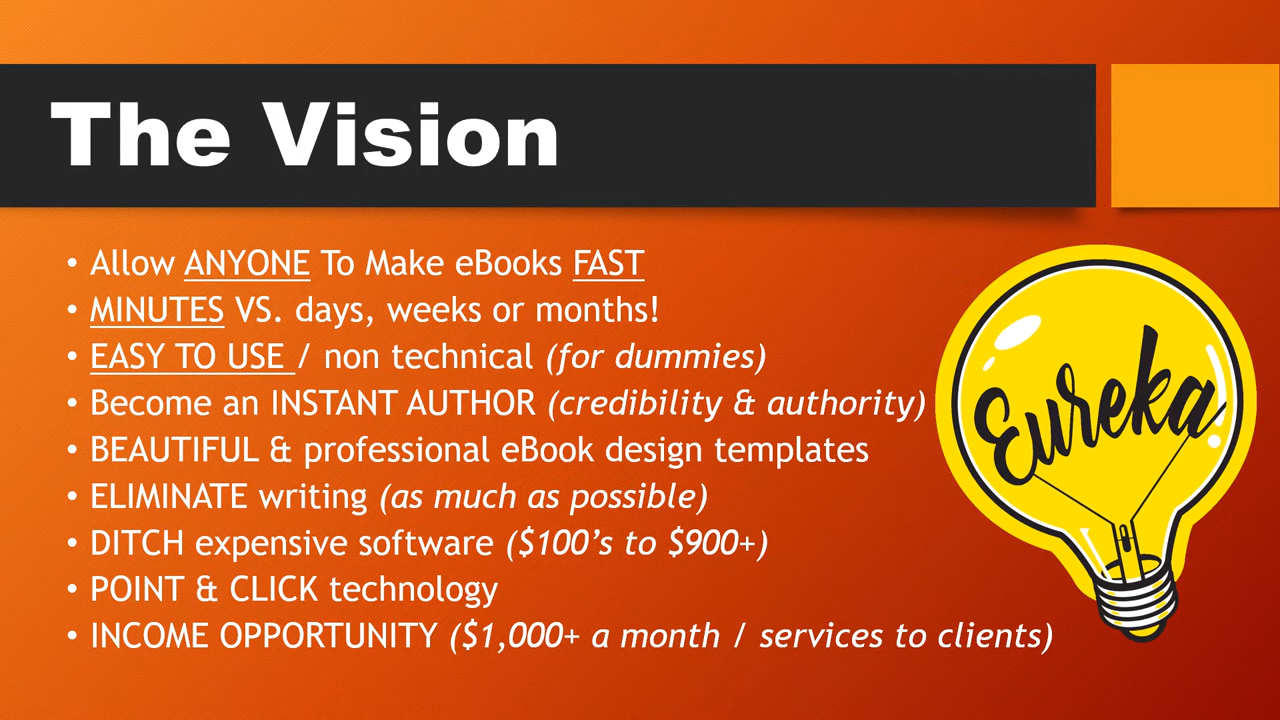 The Vision
• Allow ANYONE To Make eBooks FAST
• MINUTES VS. days, weeks or months!
• EASY TO USE / non technical (for dummies)
• Become an INSTANT AUTHOR (credibility & authority)
• BEAUTIFUL & professional eBook design templates
• ELIMINATE writing (as much as possible)
• DITCH expensive software ($100’s to $900+)
• POINT & CLICK technology
• INCOME OPPORTUNITY ($1,000+ a month / services to clients)
Eureka